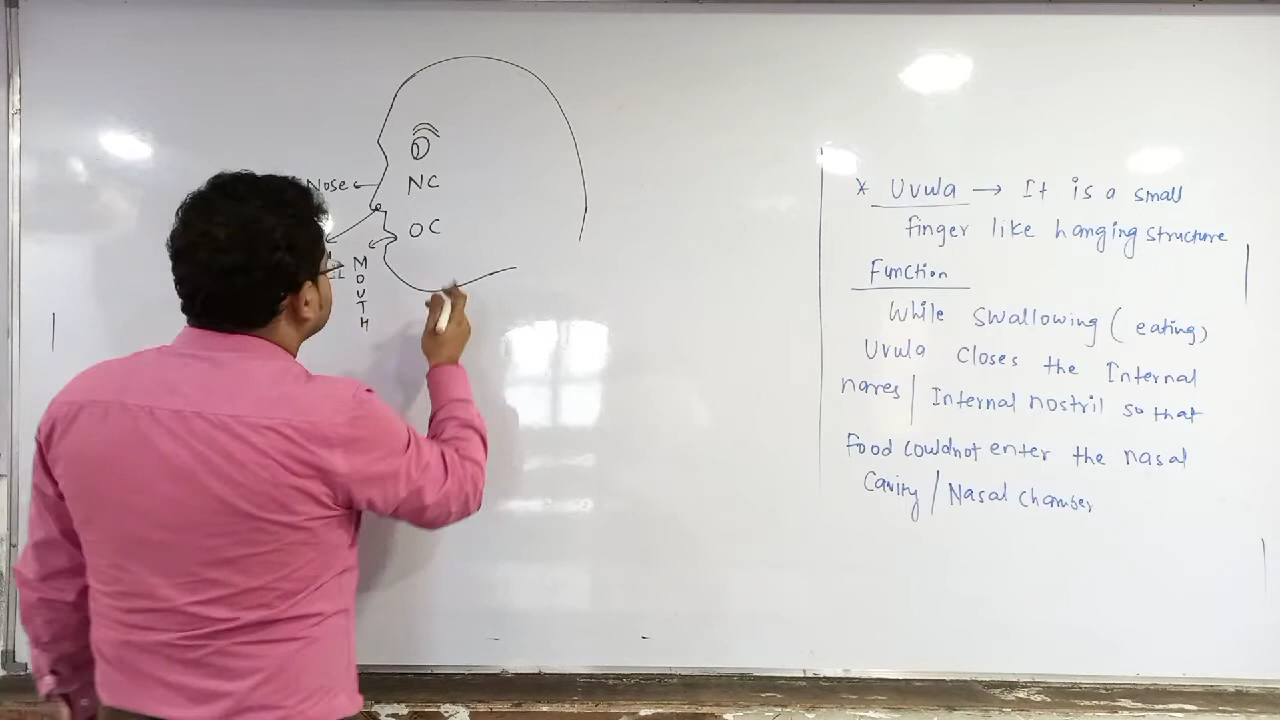 Nose
NC
OC
MOUTH
* Uvula → It is a small
finger like hanging structure
Function
While swallowing (eating)
Uvula closes the Internal
nares / Internal nostril so that
Food couldnot enter the nasal
Cavity / Nasal chamber